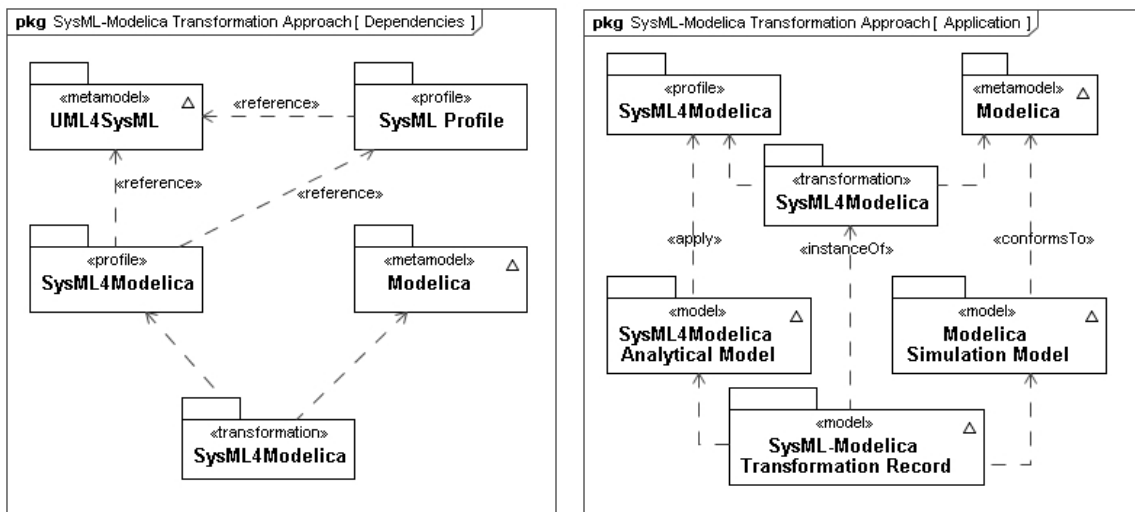 pkg SysML-Modelica Transformation Approach [ Dependencies ]
«metamodel»
UML4SysML
«reference»
«profile»
SysML Profile
«reference»
«reference»
«profile»
SysML4Modelica
«metamodel»
Modelica
«transformation»
SysML4Modelica
pkg SysML-Modelica Transformation Approach [ Application ]
«profile»
SysML4Modelica
«metamodel»
Modelica
«transformation»
SysML4Modelica
«apply»
«instanceOf»
«conformsTo»
«model»
SysML4Modelica
Analytical Model
«model»
Modelica
Simulation Model
«model»
SysML-Modelica
Transformation Record